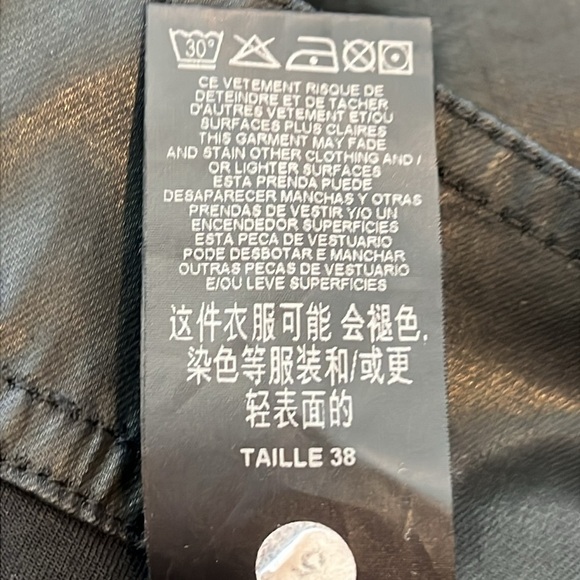 30°
CE VETEMENT RISQUE DE
DETEINDRE ET DE TACHER
D'AUTRES VETEMENT ET/OU
SURFACES PLUS CLAIRES
THIS GARMENT MAY FADE
AND STAIN OTHER CLOTHING AND /
OR LIGHTER SURFACES
ESTA PRENDA PUEDE
DESAPARECER MANCHAS Y OTRAS
PRENDAS DE VESTIR Y/O UN
ENCENDEDOR SUPERFICIES
ESTA PECA DE VESTUARIO
PODE DESBOTAR E MANCHAR
OUTRAS PECAS DE VESTUARIO
E/OU LEVE SUPERFICIES
这件衣服可能 会褪色,
染色等服装和/或更
轻表面的
TAILLE 38